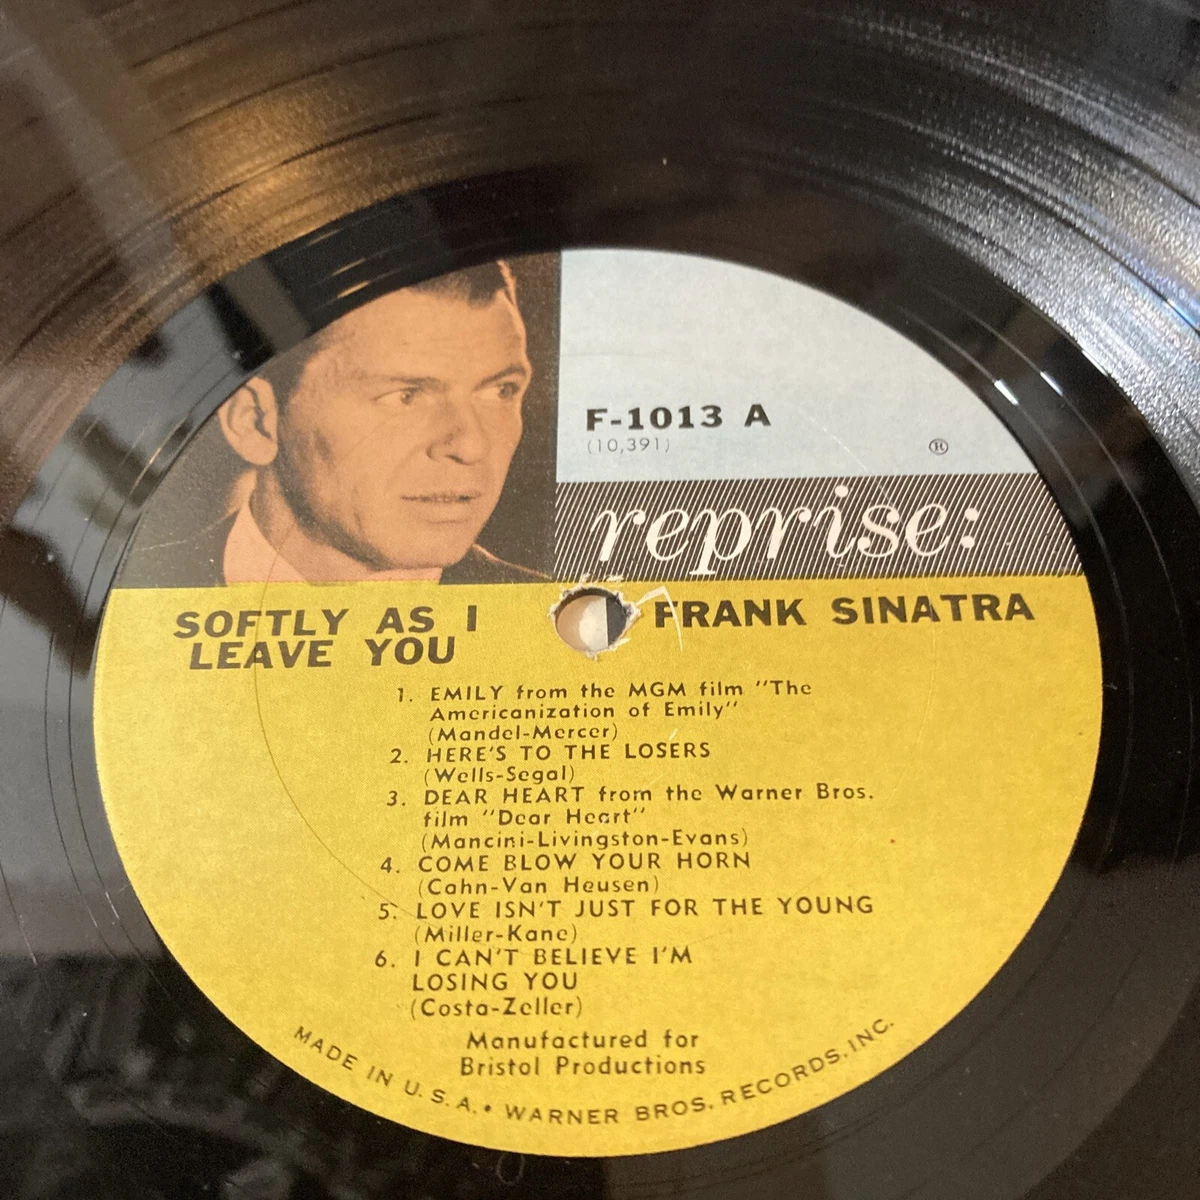 F-1013 A
(10,391)
®
reprise:
SOFTLY AS I
LEAVE YOU
FRANK SINATRA
1. EMILY from the MGM film "The
Americanization of Emily"
(Mandel-Mercer)
2. HERE'S TO THE LOSERS
(Wells-Segal)
3. DEAR HEART from the Warner Bros.
film "Dear Heart"
(Mancini-Livingston-Evans)
4. COME BLOW YOUR HORN
(Cahn-Van Heusen)
5. LOVE ISN'T JUST FOR THE YOUNG
(Miller-Kane)
6. I CAN'T BELIEVE I'M
LOSING YOU
(Costa-Zeller)
Manufactured for
Bristol Productions
MADE IN U.S.A. • WARNER BROS. RECORDS, INC.